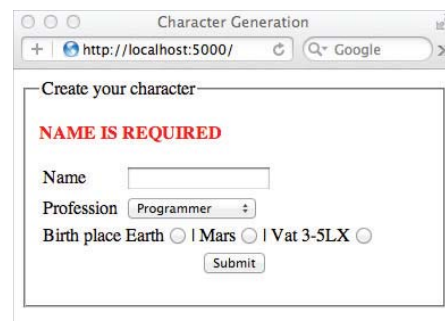 Character Generation
http://localhost:5000/
Google
Create your character
NAME IS REQUIRED
Name
Profession Programmer
Birth place Earth | Mars | Vat 3-5LX
Submit